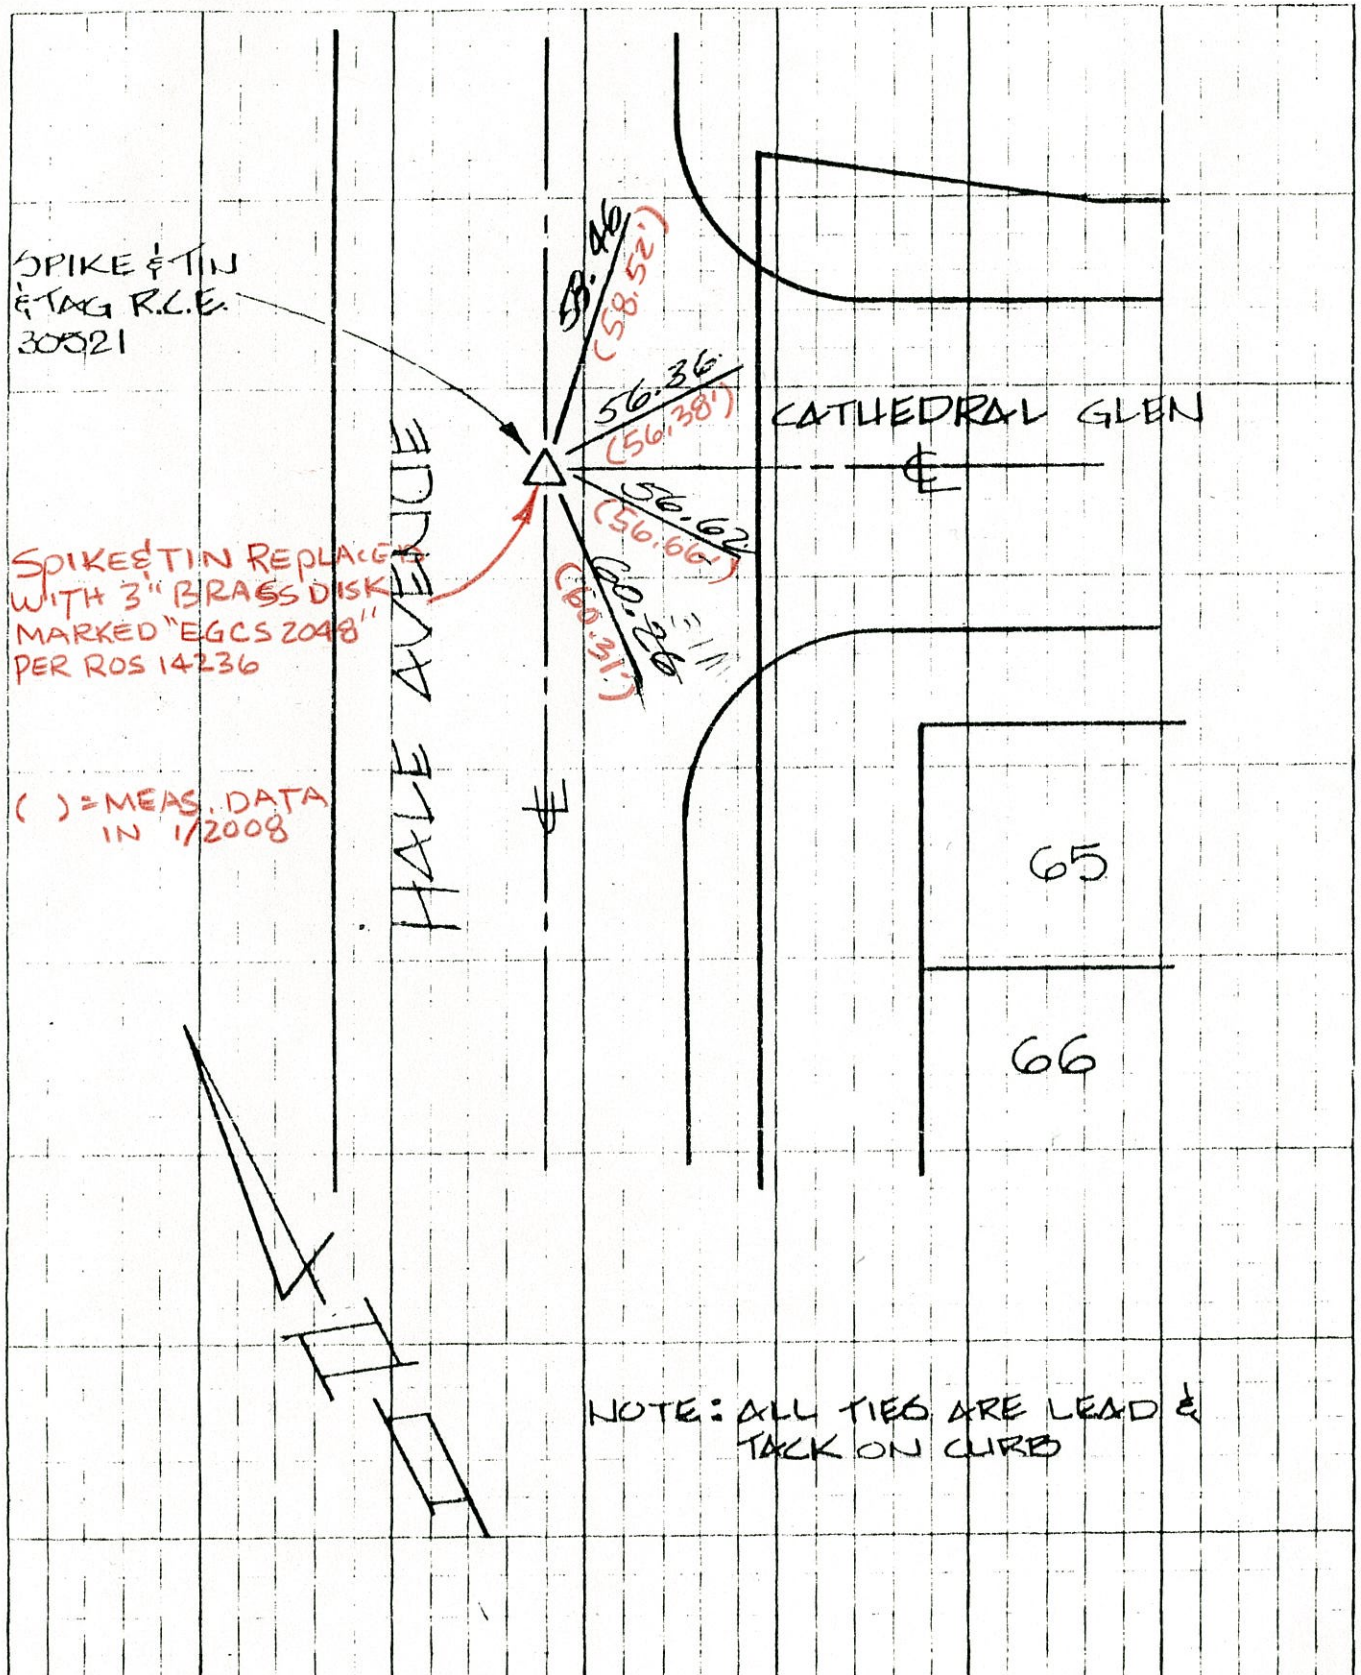 SPIKE & TIN
& TAG R.C.E.
30521
58.46
(58.52')
56.36
(56.38')
CATHEDRAL GLEN
℄
56.62
(56.66')
60.26
(60.31')
SPIKE & TIN REPLACED
WITH 3" BRASS DISK
MARKED "EGCS 2048"
PER ROS 14236
( ) = MEAS. DATA
IN 1/2008
HALE AVENUE
℄
65
66
NOTE: ALL TIES ARE LEAD &
TACK ON CURB